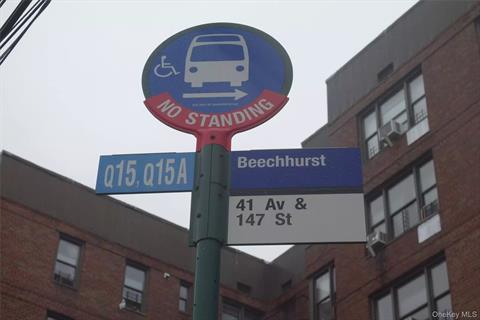 NO STANDING
Q15, Q15A
Beechhurst
41 Av &
147 St
OneKey MLS